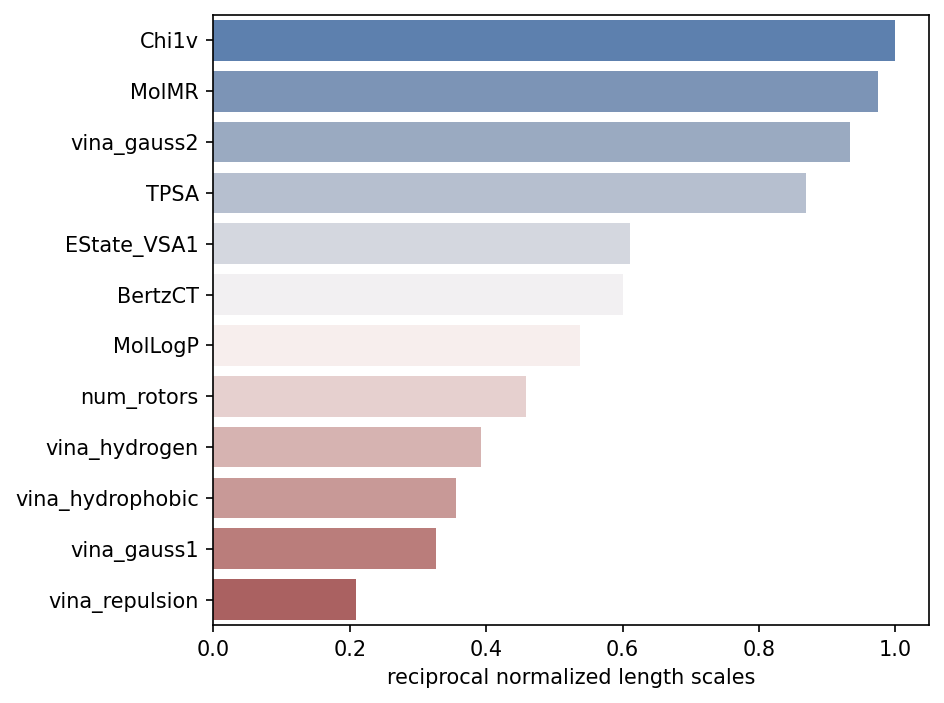 Chi1v
MolMR
vina_gauss2
TPSA
EState_VSA1
BertzCT
MolLogP
num_rotors
vina_hydrogen
vina_hydrophobic
vina_gauss1
vina_repulsion
0.0 0.2 0.4 0.6 0.8 1.0
reciprocal normalized length scales